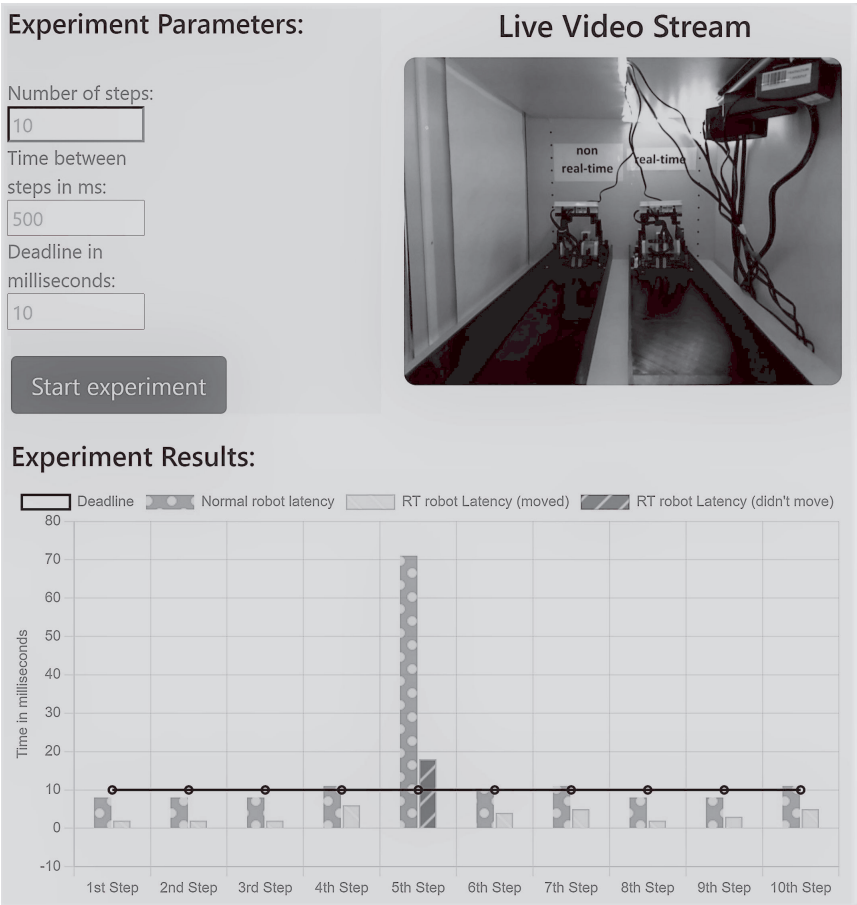 Experiment Parameters:
Number of steps:
10
Time between
steps in ms:
500
Deadline in
milliseconds:
10
Start experiment
Live Video Stream
non
real-time
real-time
Experiment Results:
Deadline
Normal robot latency
RT robot Latency (moved)
RT robot Latency (didn't move)
Time in milliseconds
80
70
60
50
40
30
20
10
0
-10
1st Step
2nd Step
3rd Step
4th Step
5th Step
6th Step
7th Step
8th Step
9th Step
10th Step